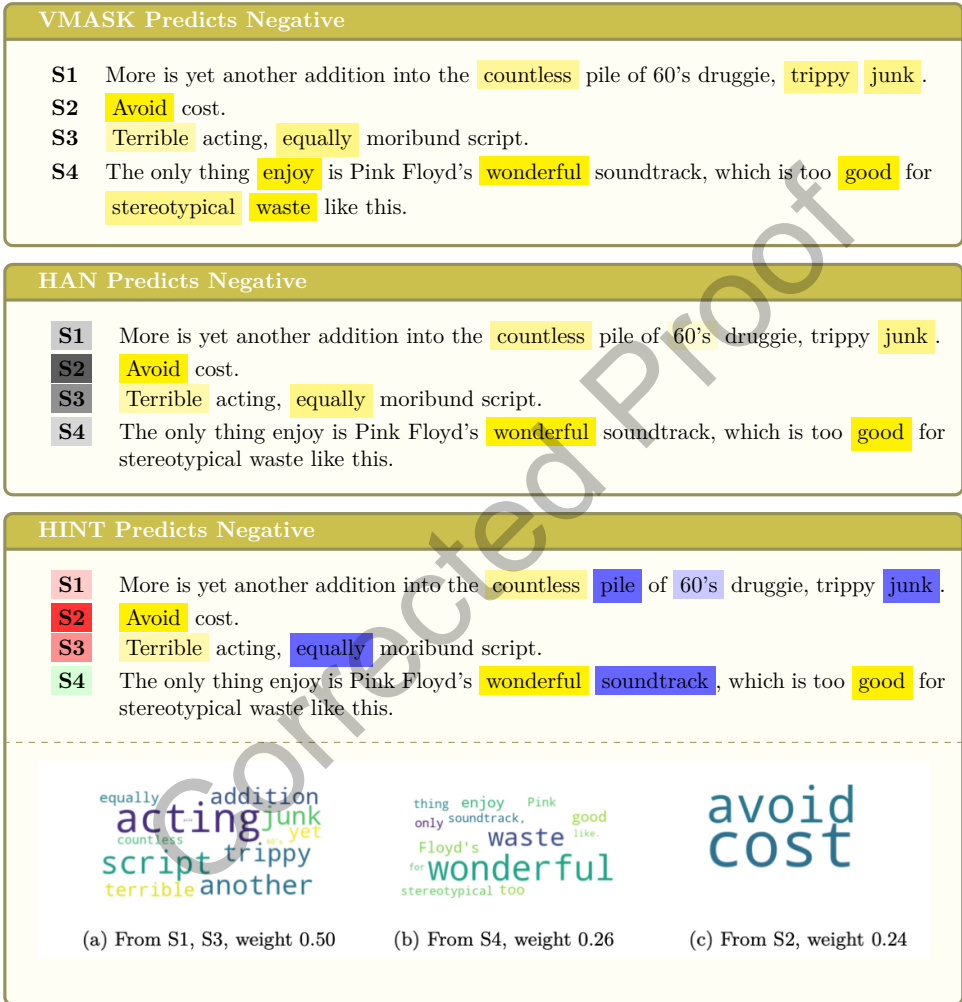 VMASK Predicts Negative
S1 More is yet another addition into the countless pile of 60's druggie, trippy junk.
S2 Avoid cost.
S3 Terrible acting, equally moribund script.
S4 The only thing enjoy is Pink Floyd's wonderful soundtrack, which is too good for
stereotypical waste like this.
HAN Predicts Negative
S1 More is yet another addition into the countless pile of 60's druggie, trippy junk.
S2 Avoid cost.
S3 Terrible acting, equally moribund script.
S4 The only thing enjoy is Pink Floyd's wonderful soundtrack, which is too good for
stereotypical waste like this.
HINT Predicts Negative
S1 More is yet another addition into the countless pile of 60's druggie, trippy junk.
S2 Avoid cost.
S3 Terrible acting, equally moribund script.
S4 The only thing enjoy is Pink Floyd's wonderful soundtrack, which is too good for
stereotypical waste like this.
equally addition
acting junk
countless yet
script trippy
terrible another
thing enjoy Pink
only soundtrack, good
waste like.
Floyd's
for wonderful
stereotypical too
avoid
cost
(a) From S1, S3, weight 0.50
(b) From S4, weight 0.26
(c) From S2, weight 0.24
Corrected Proof